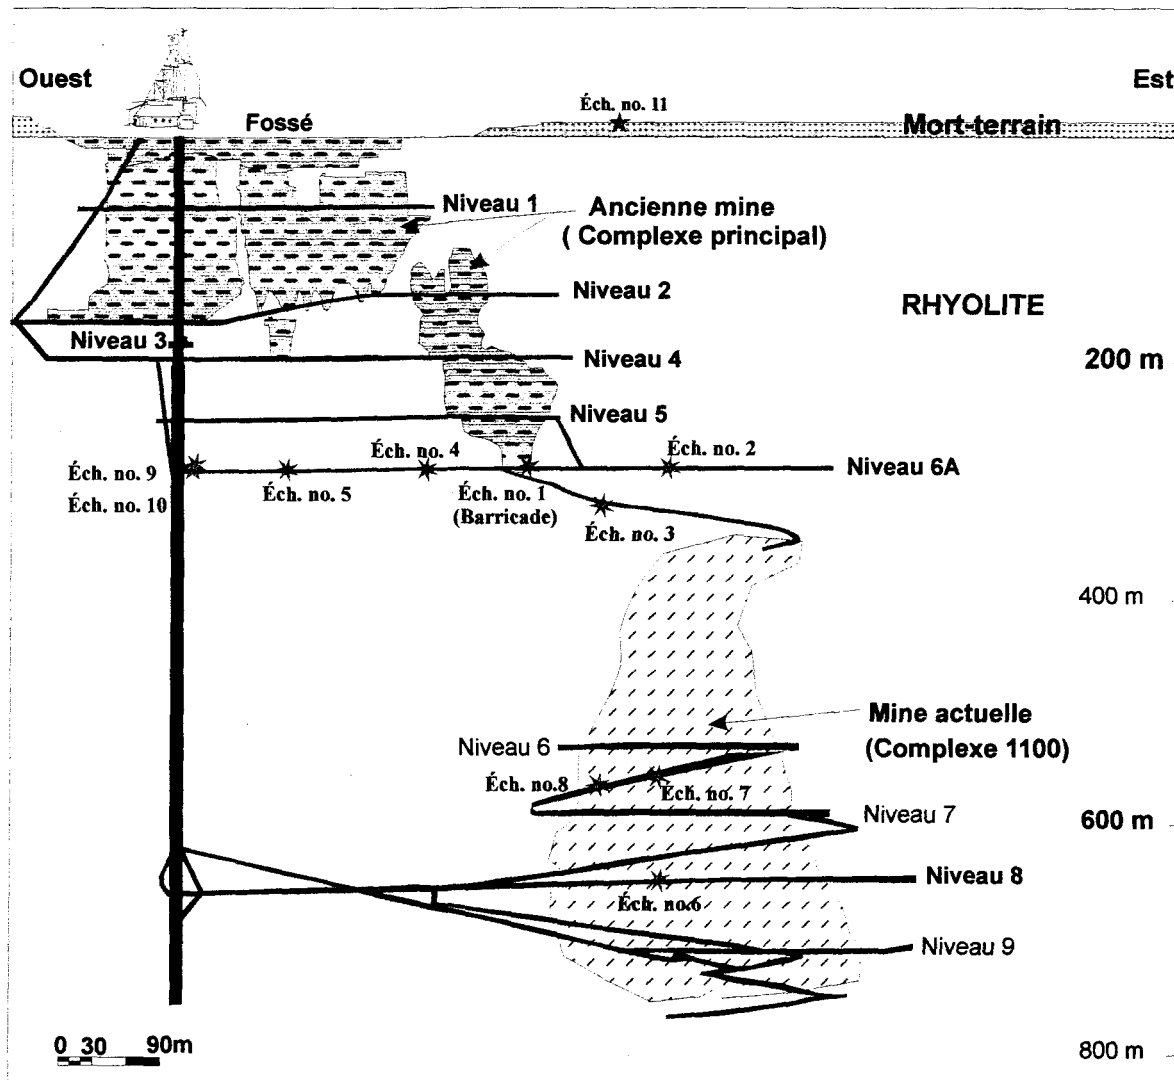 Ouest
Est
Éch. no. 11
Fossé
Mort-terrain
Niveau 1
Ancienne mine
( Complexe principal)
Niveau 2
RHYOLITE
Niveau 3
Niveau 4
200 m
Niveau 5
Éch. no. 4
Éch. no. 2
Éch. no. 9
Niveau 6A
Éch. no. 10
Éch. no. 5
Éch. no. 1
(Barricade)
Éch. no. 3
400 m
Mine actuelle
(Complexe 1100)
Niveau 6
Éch. no.8
Éch. no. 7
Niveau 7
600 m
Niveau 8
Éch. no.6
Niveau 9
0 30 90m
800 m